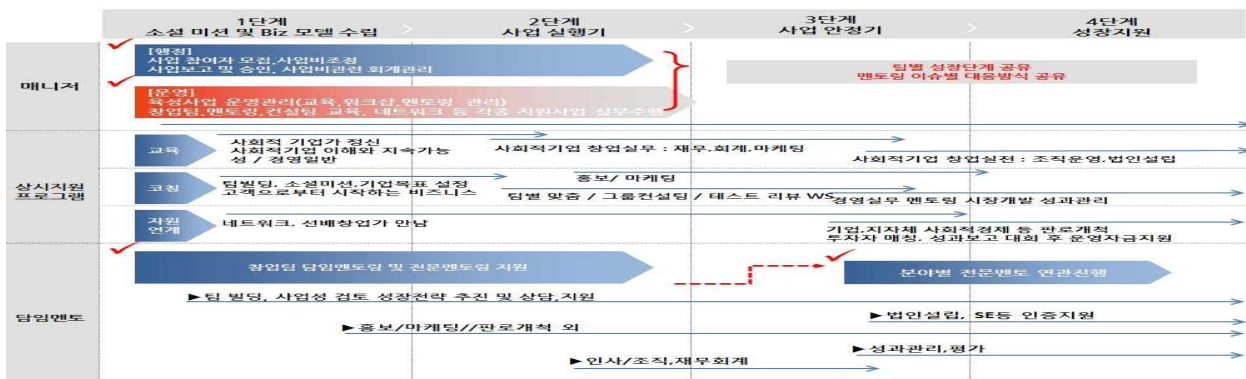 1단계
소셜 미션 및 Biz 모델 수립
2단계
사업 실행기
3단계
사업 안정기
4단계
성장지원
매니저
[행정]
사업 참여자 모집,사업비조정
사업보고 및 승인, 사업비관련 회계관리
[운영]
육성사업 운영관리(교육,워크샵,멘토링 관리)
창업팀,멘토링,컨설팅 교육, 네트워크 등 각종 지원사업 실무수행
팀별 성장단계 공유
멘토링 이슈별 대응방식 공유
상시지원
프로그램
교육
사회적 기업가 정신
사회적기업 이해와 지속가능
성 / 경영일반
사회적기업 창업실무 : 재무,회계,마케팅
사회적기업 창업실전 : 조직운영,법인설립
코칭
팀빌딩, 소셜미션,기업목표 설정
고객으로부터 시작하는 비즈니스
홍보/ 마케팅
팀별 맞춤 / 그룹컨설팅 / 테스트 리뷰 WS
경영실무 멘토링 시장개발 성과관리
자원
연계
네트워크, 선배창업가 만남
기업,지자체 사회적경제 등 판로개척
투자자 매칭, 성과보고 대회 후 운영자금지원
담임멘토
창업팀 담임멘토링 및 전문멘토링 지원
분야별 전문멘토 연관진행
►팀 빌딩, 사업성 검토 성장전략 추진 및 상담,지원
►법인설립, SE등 인증지원
►홍보/마케팅//판로개척 외
►성과관리,평가
►인사/조직,재무회계